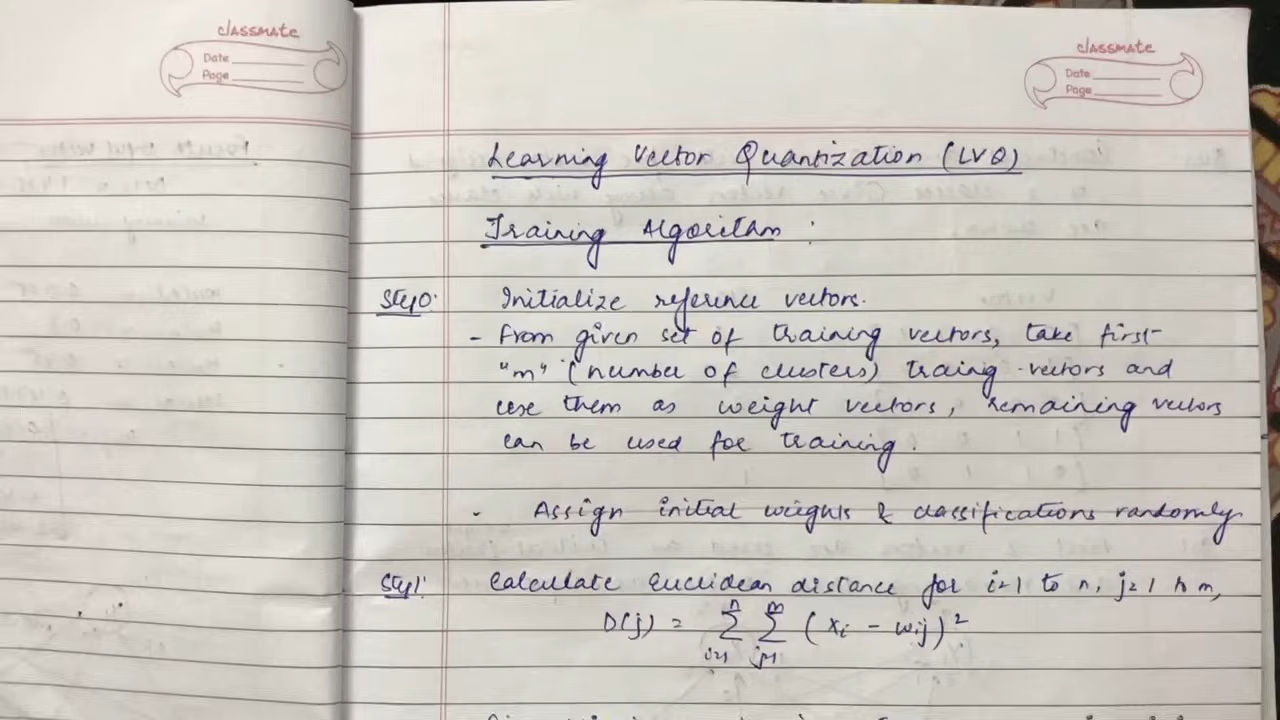 classmate
Date
Page
classmate
Date
Page
Learning Vector Quantization (LVQ)
Training Algorithm :
Step 0: Initialize reference vectors.
- From given set of training vectors, take first
"m" (number of clusters) traing vectors and
use them as weight vectors, remaining vectors
can be used for training.
- Assign initial weights & classifications randomly.
Step 1: Calculate Euclidean distance for i=1 to n, j=1 to m,
D(j) = n∑i=1 m∑j=1 (xi - wij)²